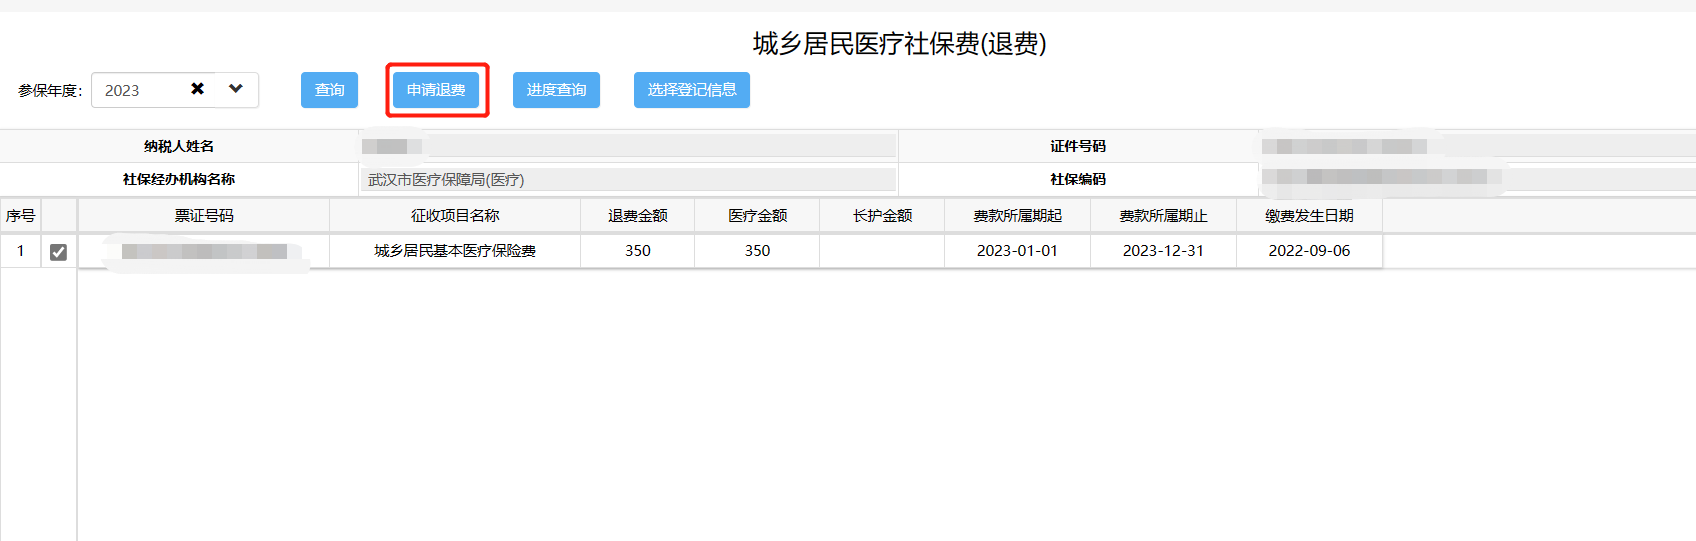 城乡居民医疗社保费(退费)
参保年度： 2023 查询 申请退费 进度查询 选择登记信息
纳税人姓名 证件号码
社保经办机构名称 武汉市医疗保障局(医疗) 社保编码
序号 票证号码 征收项目名称 退费金额 医疗金额 长护金额 费款所属期起 费款所属期止 缴费发生日期
1 城乡居民基本医疗保险费 350 350 2023-01-01 2023-12-31 2022-09-06